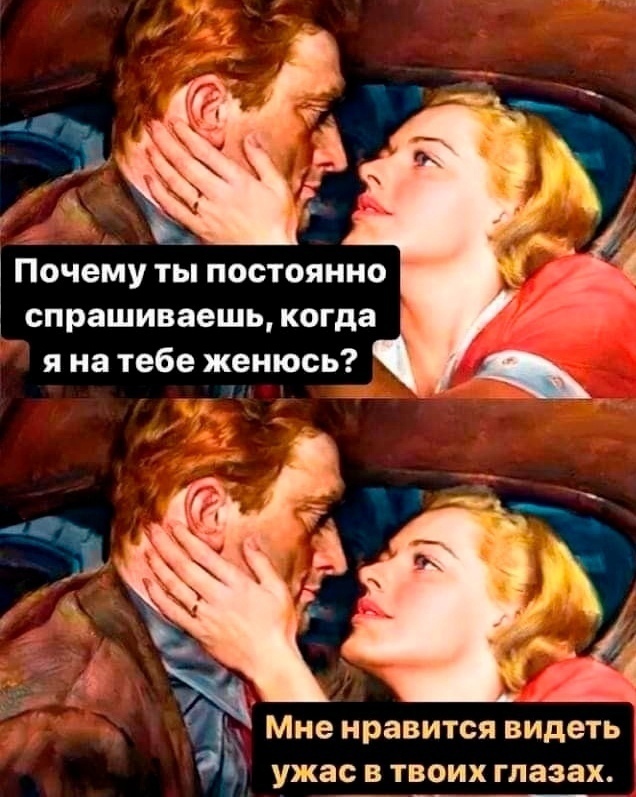 Почему ты постоянно
спрашиваешь, когда
я на тебе женюсь?
Мне нравится видеть
ужас в твоих глазах.